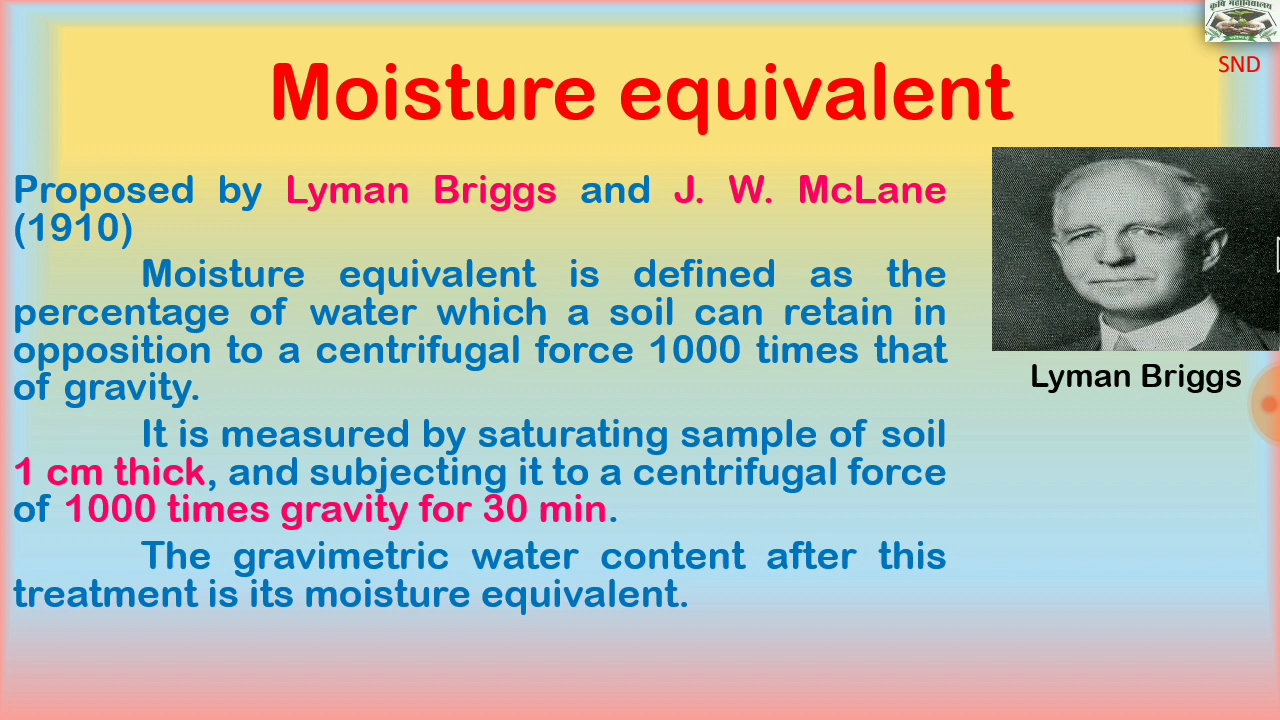 कृषि महाविद्यालय
SND
Moisture equivalent
Proposed by Lyman Briggs and J. W. McLane
(1910)
Moisture equivalent is defined as the
percentage of water which a soil can retain in
opposition to a centrifugal force 1000 times that
of gravity.
It is measured by saturating sample of soil
1 cm thick, and subjecting it to a centrifugal force
of 1000 times gravity for 30 min.
The gravimetric water content after this
treatment is its moisture equivalent.
Lyman Briggs